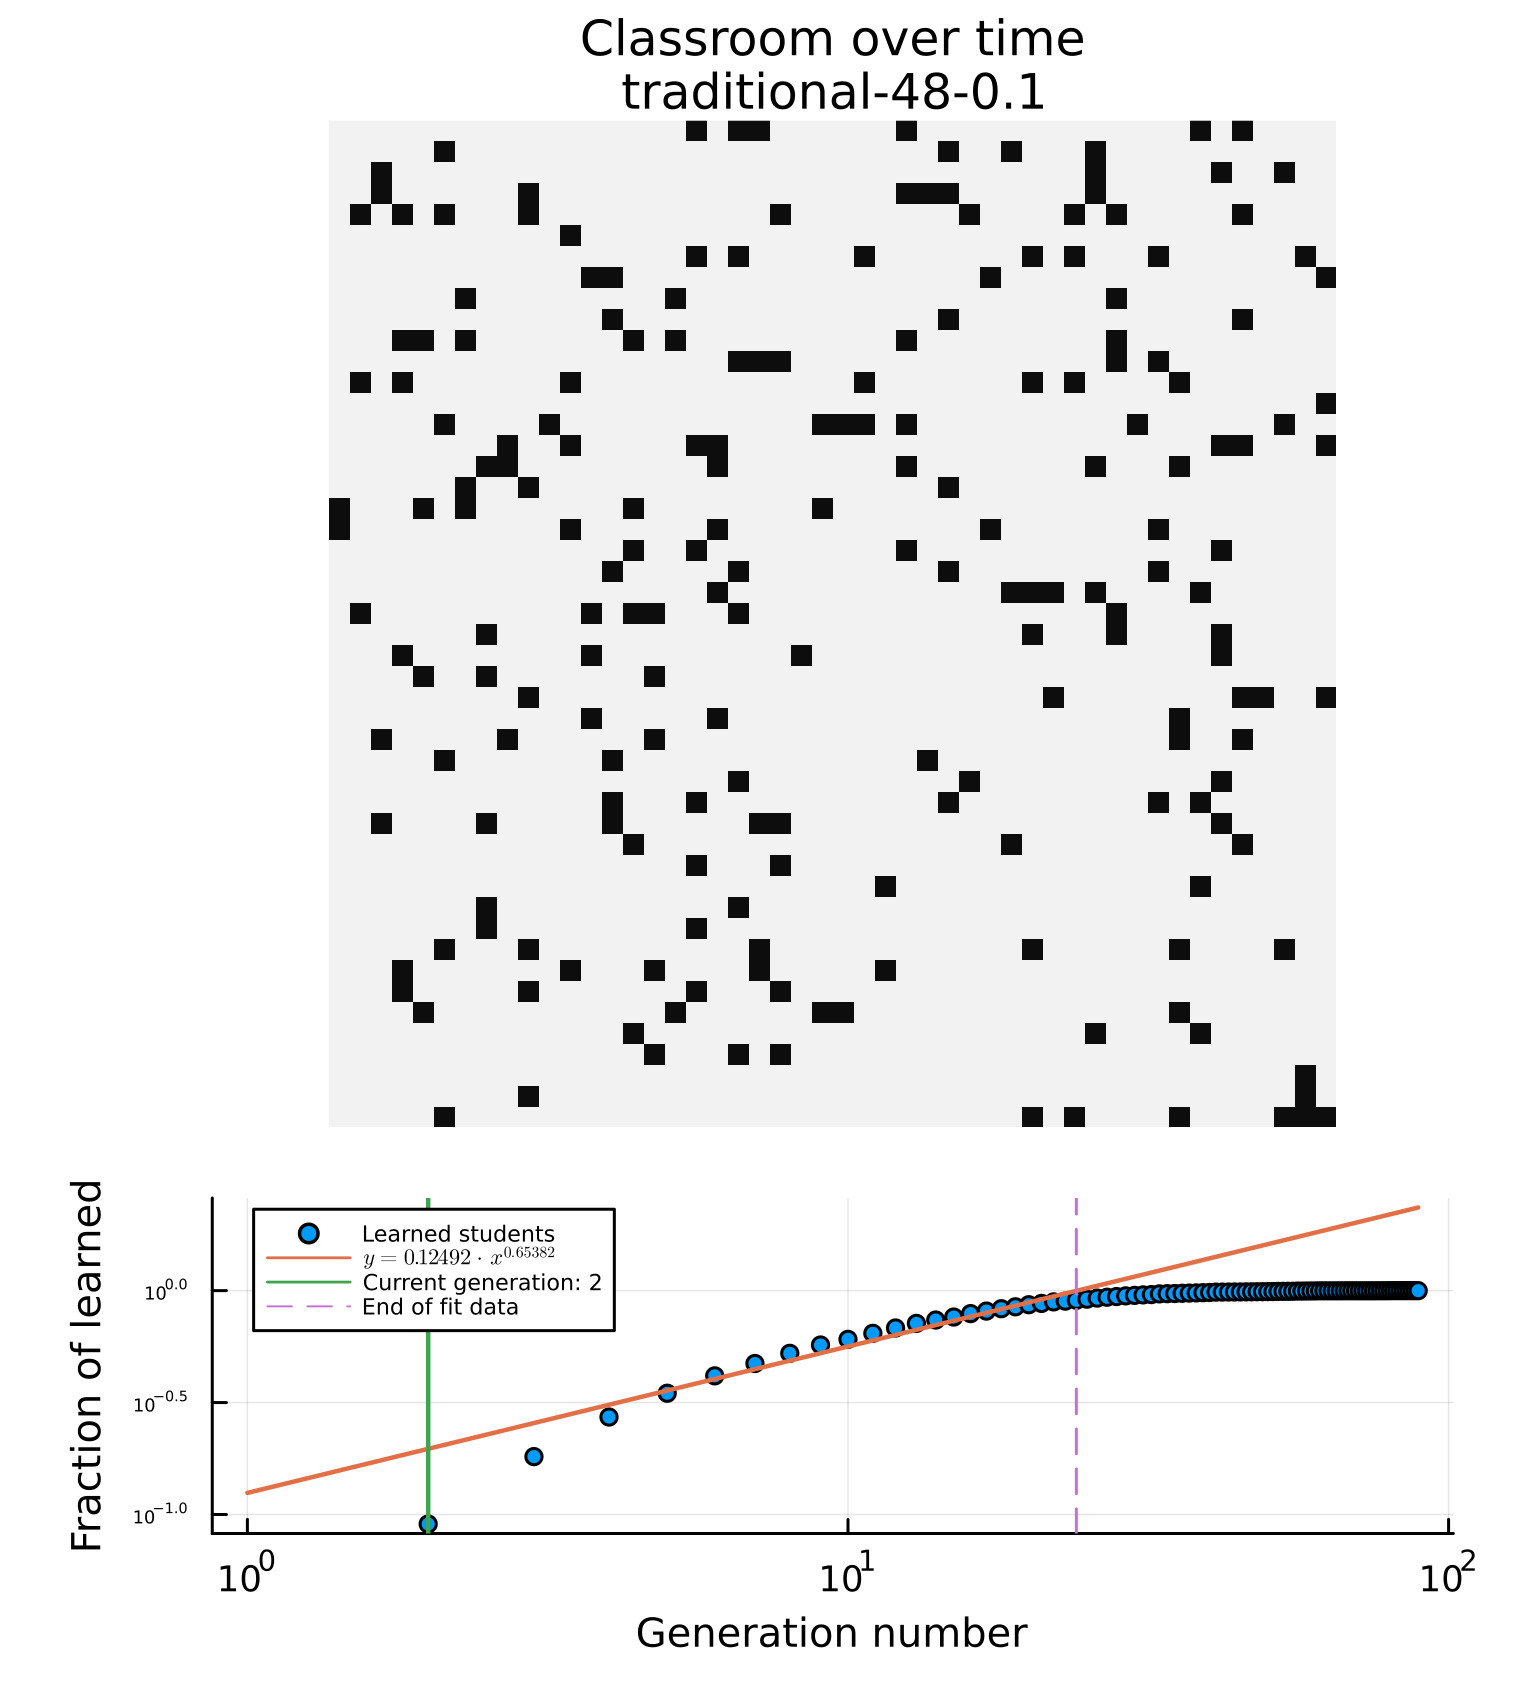 Classroom over time
traditional-48-0.1
Fraction of learned
Learned students
y = 0.12492 · x^0.65382
Current generation: 2
End of fit data
10^0.0
10^−0.5
10^−1.0
10^0 10^1 10^2
Generation number